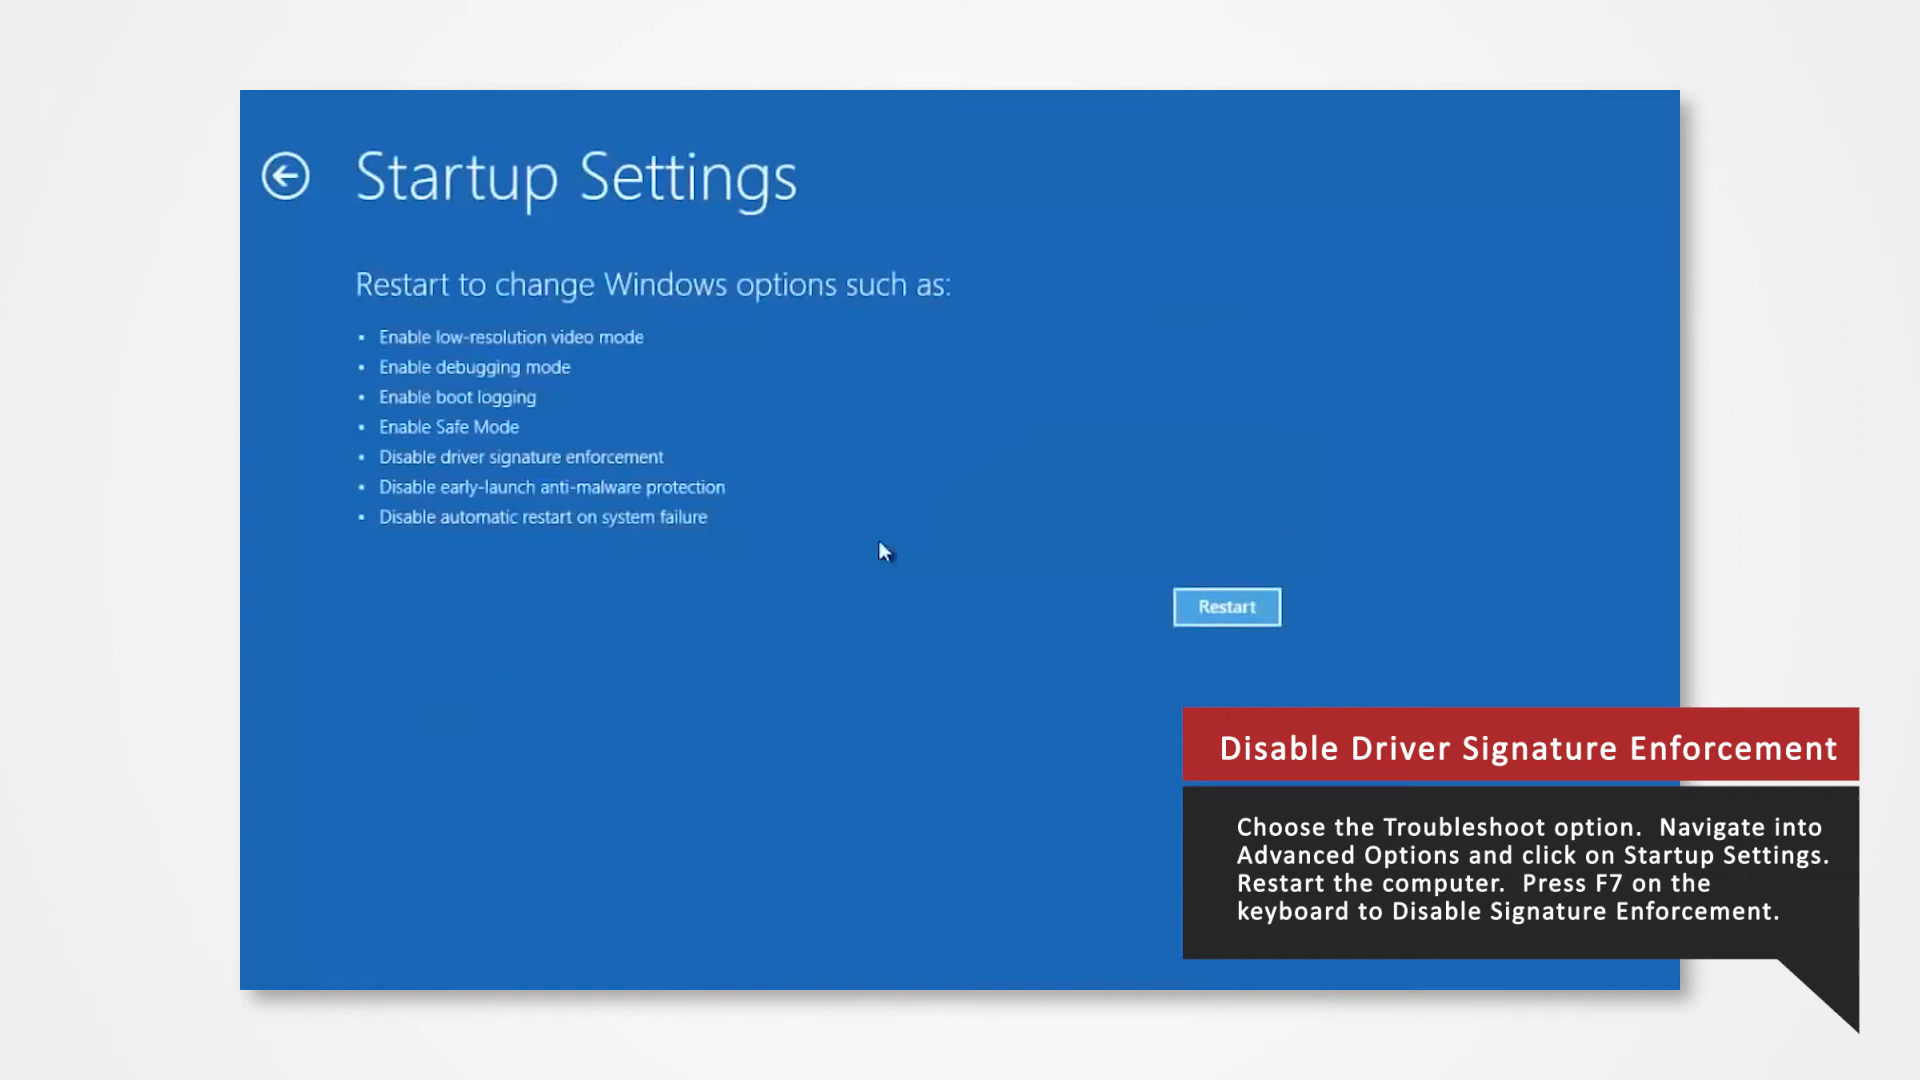 Startup Settings
Restart to change Windows options such as:
• Enable low-resolution video mode
• Enable debugging mode
• Enable boot logging
• Enable Safe Mode
• Disable driver signature enforcement
• Disable early-launch anti-malware protection
• Disable automatic restart on system failure
Restart
Disable Driver Signature Enforcement
Choose the Troubleshoot option.  Navigate into
Advanced Options and click on Startup Settings.
Restart the computer.  Press F7 on the
keyboard to Disable Signature Enforcement.